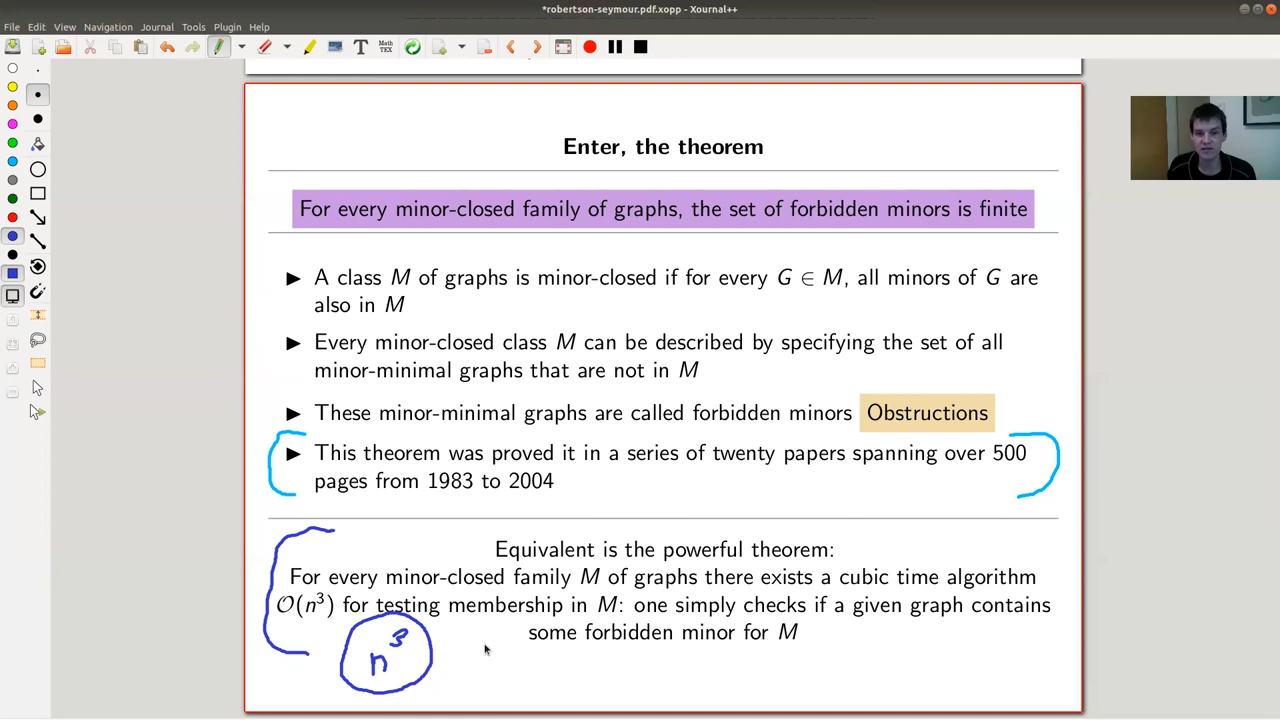 *robertson-seymour.pdf.xopp - Xournal++
File Edit View Navigation Journal Tools Plugin Help
Math
TEX
Enter, the theorem
For every minor-closed family of graphs, the set of forbidden minors is finite
▶ A class M of graphs is minor-closed if for every G ∈ M, all minors of G are
also in M
▶ Every minor-closed class M can be described by specifying the set of all
minor-minimal graphs that are not in M
▶ These minor-minimal graphs are called forbidden minors Obstructions
▶ This theorem was proved it in a series of twenty papers spanning over 500
pages from 1983 to 2004
Equivalent is the powerful theorem:
For every minor-closed family M of graphs there exists a cubic time algorithm
O(n³) for testing membership in M: one simply checks if a given graph contains
some forbidden minor for M
n³